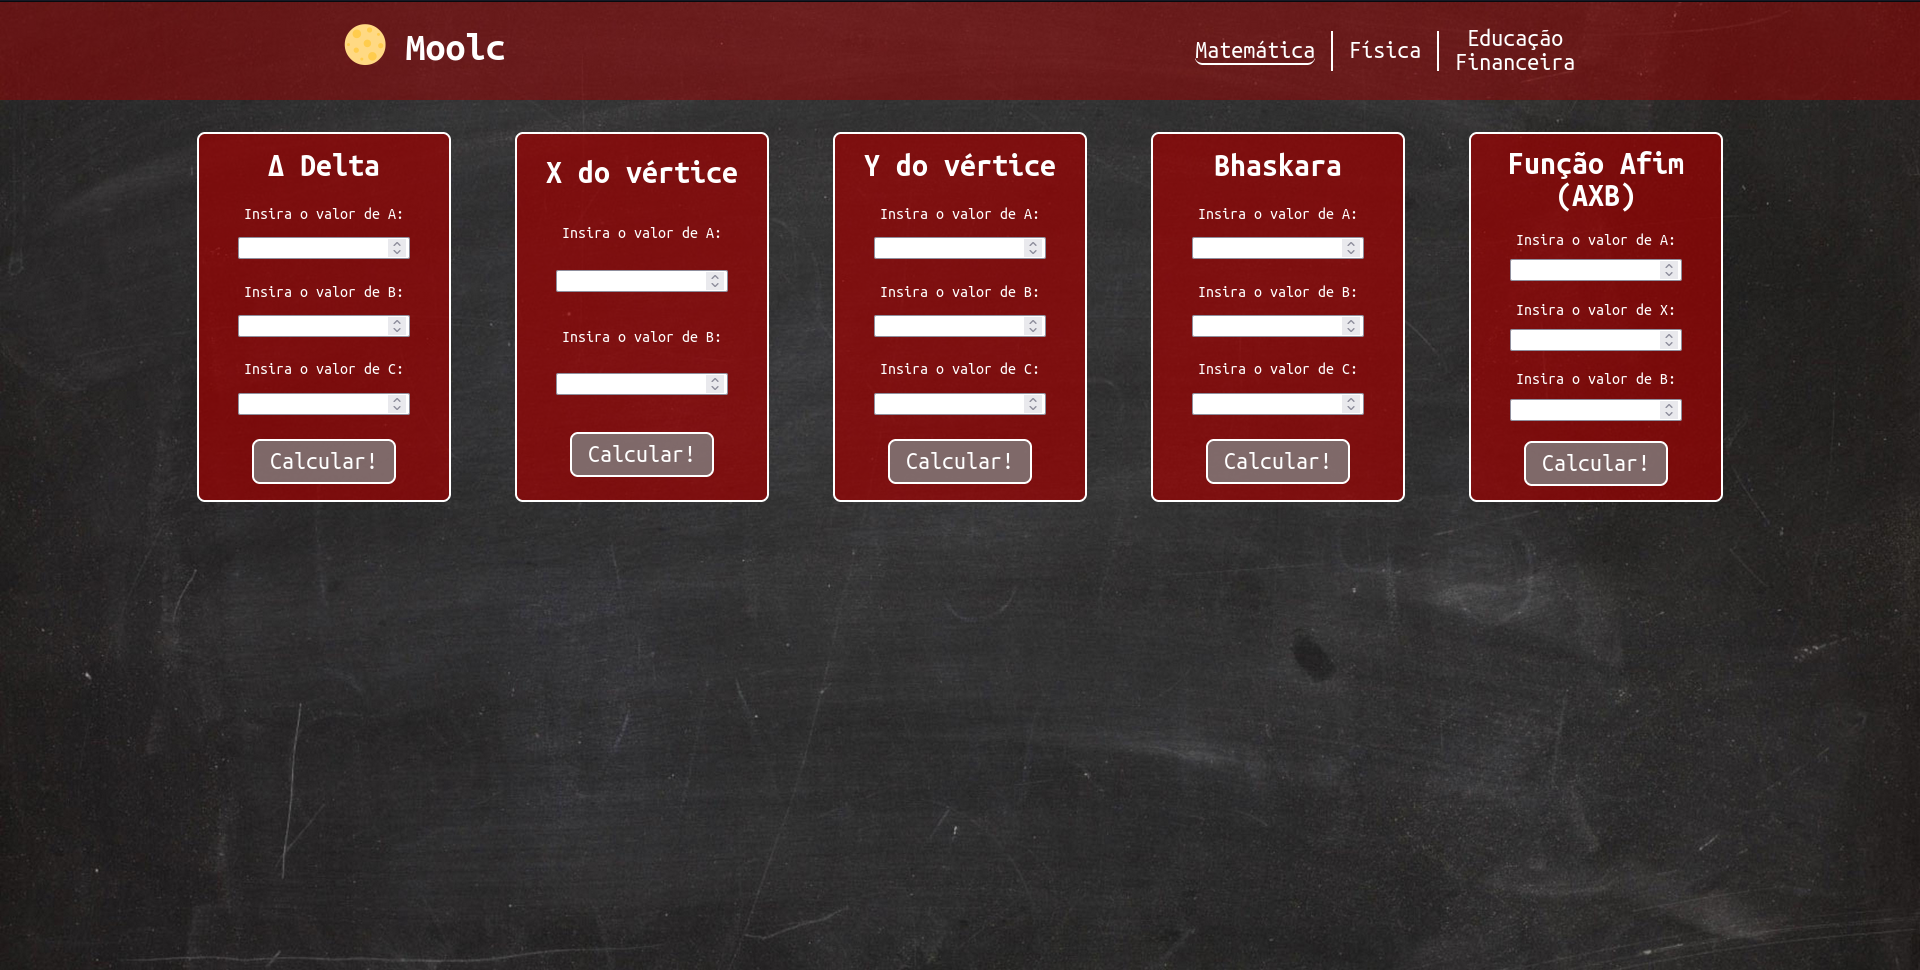 Moolc
Matemática
Física
Educação
Financeira
Δ Delta
Insira o valor de A:
Insira o valor de B:
Insira o valor de C:
Calcular!
X do vértice
Insira o valor de A:
Insira o valor de B:
Calcular!
Y do vértice
Insira o valor de A:
Insira o valor de B:
Insira o valor de C:
Calcular!
Bhaskara
Insira o valor de A:
Insira o valor de B:
Insira o valor de C:
Calcular!
Função Afim
(AXB)
Insira o valor de A:
Insira o valor de X:
Insira o valor de B:
Calcular!